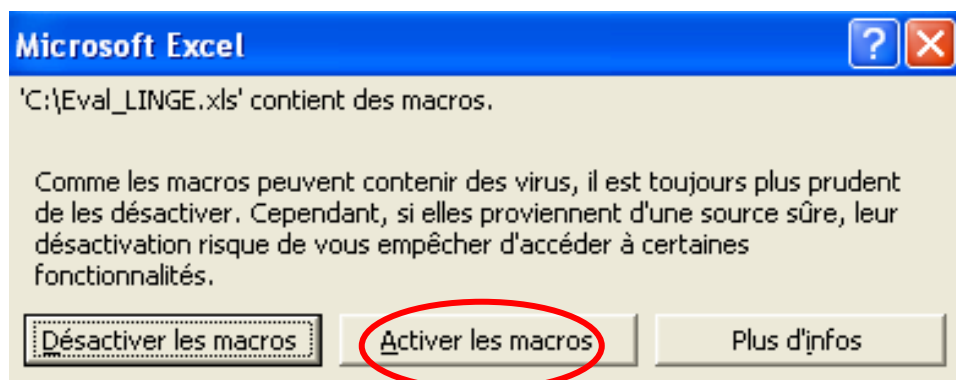 Microsoft Excel
'C:\Eval_LINGE.xls' contient des macros.
Comme les macros peuvent contenir des virus, il est toujours plus prudent
de les désactiver. Cependant, si elles proviennent d'une source sûre, leur
désactivation risque de vous empêcher d'accéder à certaines
fonctionnalités.
Désactiver les macros Activer les macros Plus d'infos